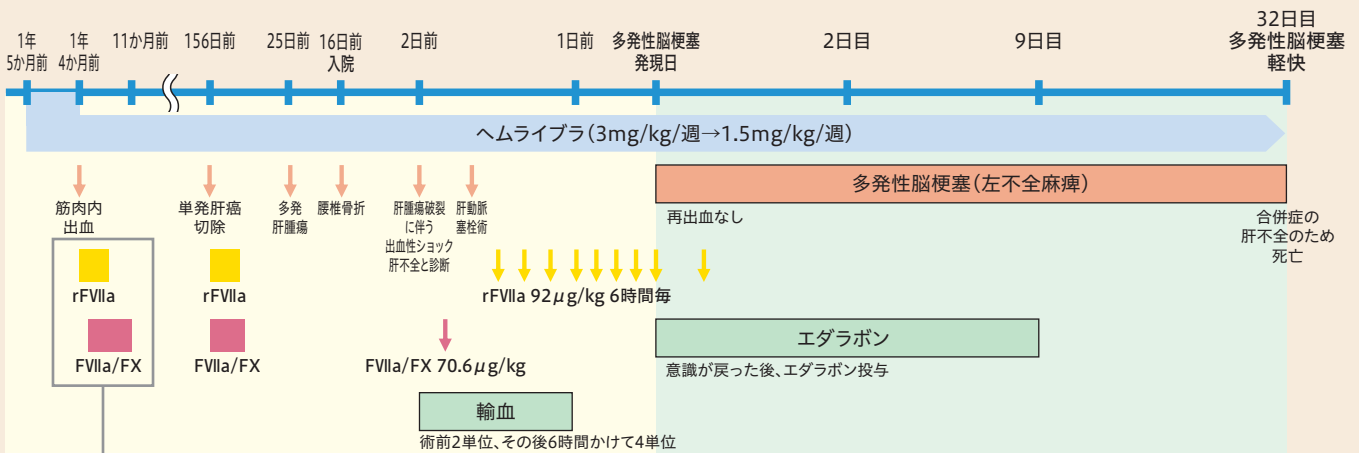 1年
5か月前
1年
4か月前
11か月前
156日前
25日前
16日前
入院
2日前
1日前
多発性脳梗塞
発現日
2日目
9日目
32日目
多発性脳梗塞
軽快
ヘムライブラ(3mg/kg/週→1.5mg/kg/週)
筋肉内
出血
単発肝癌
切除
多発
肝腫瘍
腰椎骨折
肝腫瘍破裂
に伴う
出血性ショック
肝不全と診断
肝動脈
塞栓術
多発性脳梗塞(左不全麻痺)
再出血なし
合併症の
肝不全のため
死亡
rFⅦa
rFⅦa
rFⅦa 92μg/kg 6時間毎
FⅦa/FX
FⅦa/FX
FⅦa/FX 70.6μg/kg
エダラボン
意識が戻った後、エダラボン投与
輸血
術前2単位、その後6時間かけて4単位